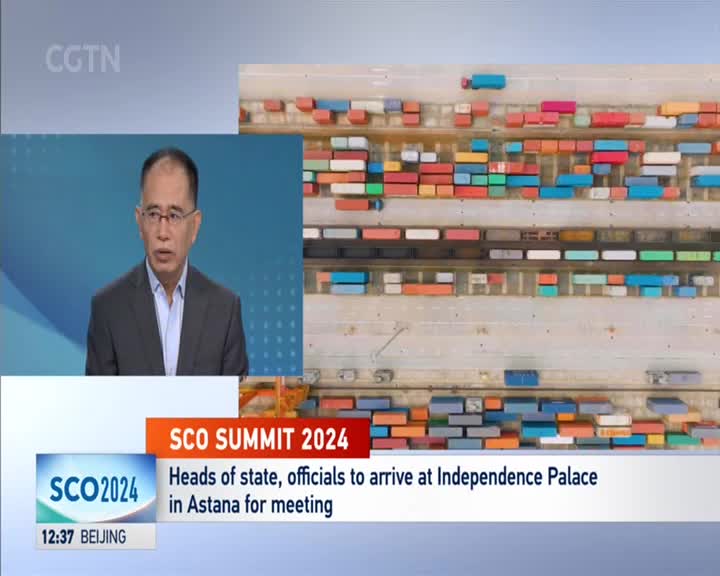 CGTN
SCO SUMMIT 2024
Heads of state, officials to arrive at Independence Palace
in Astana for meeting
SCO2024
12:37 BEIJING